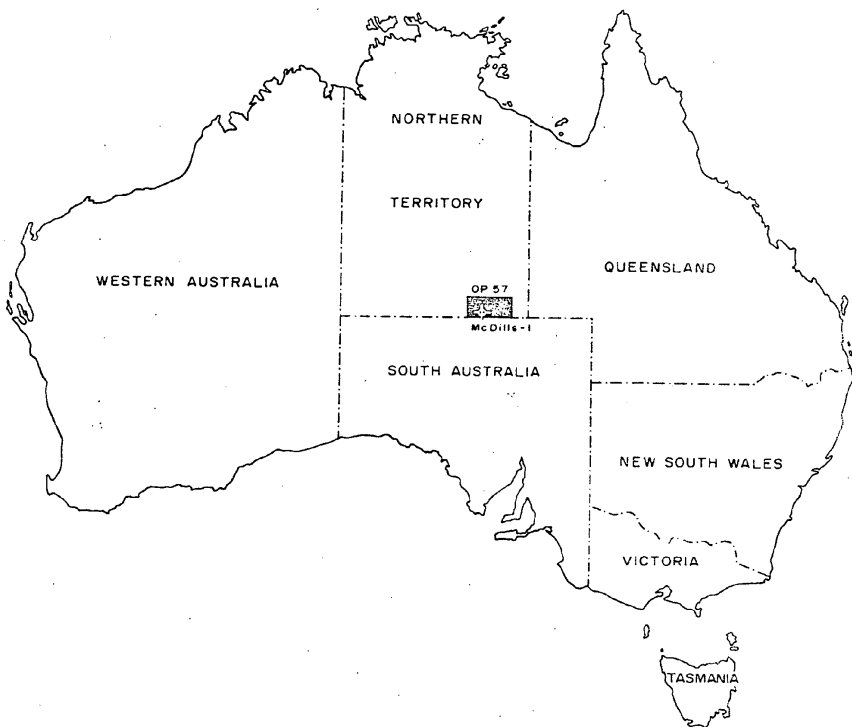 NORTHERN
TERRITORY
WESTERN AUSTRALIA
QUEENSLAND
OP 57
McDills-1
SOUTH AUSTRALIA
NEW SOUTH WALES
VICTORIA
TASMANIA